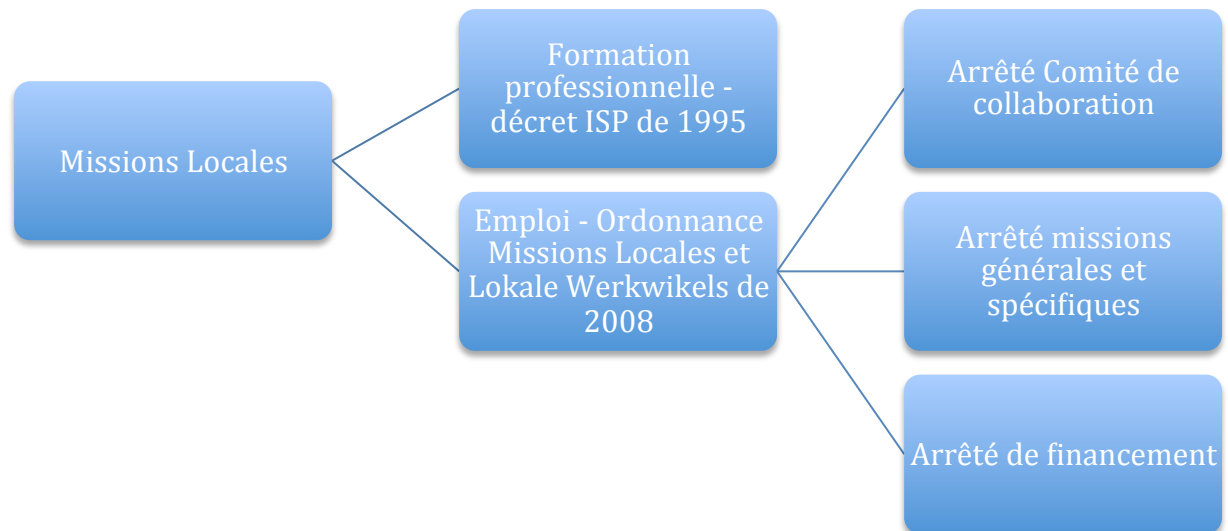 Missions Locales
Formation
professionnelle -
décret ISP de 1995
Emploi - Ordonnance
Missions Locales et
Lokale Werkwikels de
2008
Arrêté Comité de
collaboration
Arrêté missions
générales et
spécifiques
Arrêté de financement